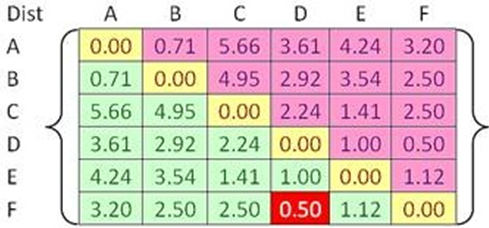 Dist A B C D E F
A 0.00 0.71 5.66 3.61 4.24 3.20
B 0.71 0.00 4.95 2.92 3.54 2.50
C 5.66 4.95 0.00 2.24 1.41 2.50
D 3.61 2.92 2.24 0.00 1.00 0.50
E 4.24 3.54 1.41 1.00 0.00 1.12
F 3.20 2.50 2.50 0.50 1.12 0.00